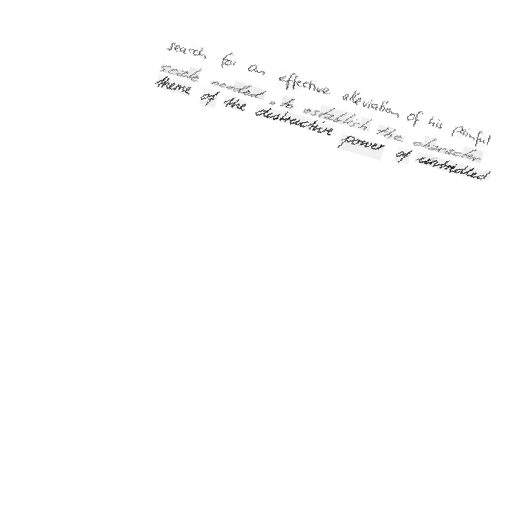 search for an effective alleviation of his painful
scale needed , to establish the character
theme of the destructive power of unbridled